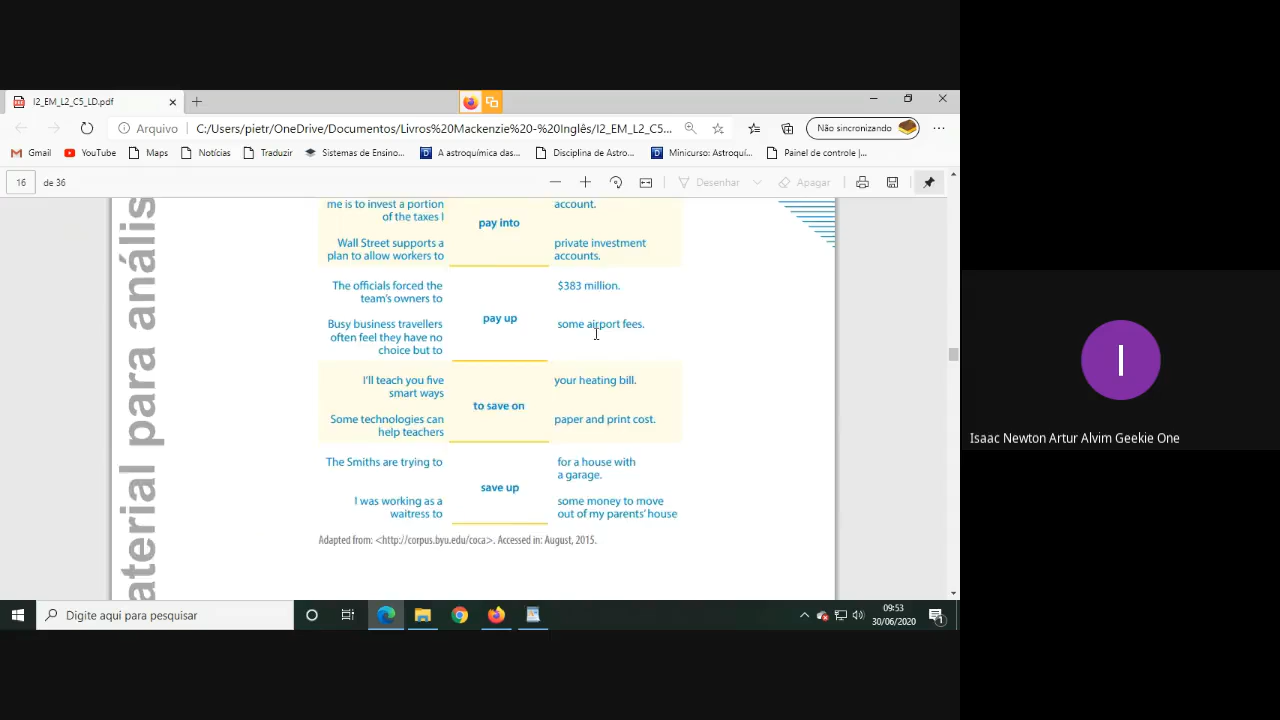 I2_EM_L2_C5_LD.pdf
Arquivo
C:/Users/pietr/OneDrive/Documentos/Livros%20Mackenzie%20-%20Inglês/I2_EM_L2_C5...
Não sincronizando
Gmail
YouTube
Maps
Notícias
Traduzir
Sistemas de Ensino...
A astroquímica das...
Disciplina de Astro...
Minicurso: Astroquí...
Painel de controle |...
16 de 36
Desenhar
Apagar
aterial para anális
me is to invest a portion
of the taxes I
pay into
account.
Wall Street supports a
plan to allow workers to
private investment
accounts.
The officials forced the
team's owners to
pay up
$383 million.
Busy business travellers
often feel they have no
choice but to
some airport fees.
I'll teach you five
smart ways
to save on
your heating bill.
Some technologies can
help teachers
paper and print cost.
The Smiths are trying to
save up
for a house with
a garage.
I was working as a
waitress to
some money to move
out of my parents' house
Adapted from: <http://corpus.byu.edu/coca>. Accessed in: August, 2015.
I
Isaac Newton Artur Alvim Geekie One
Digite aqui para pesquisar
09:53
30/06/2020
1